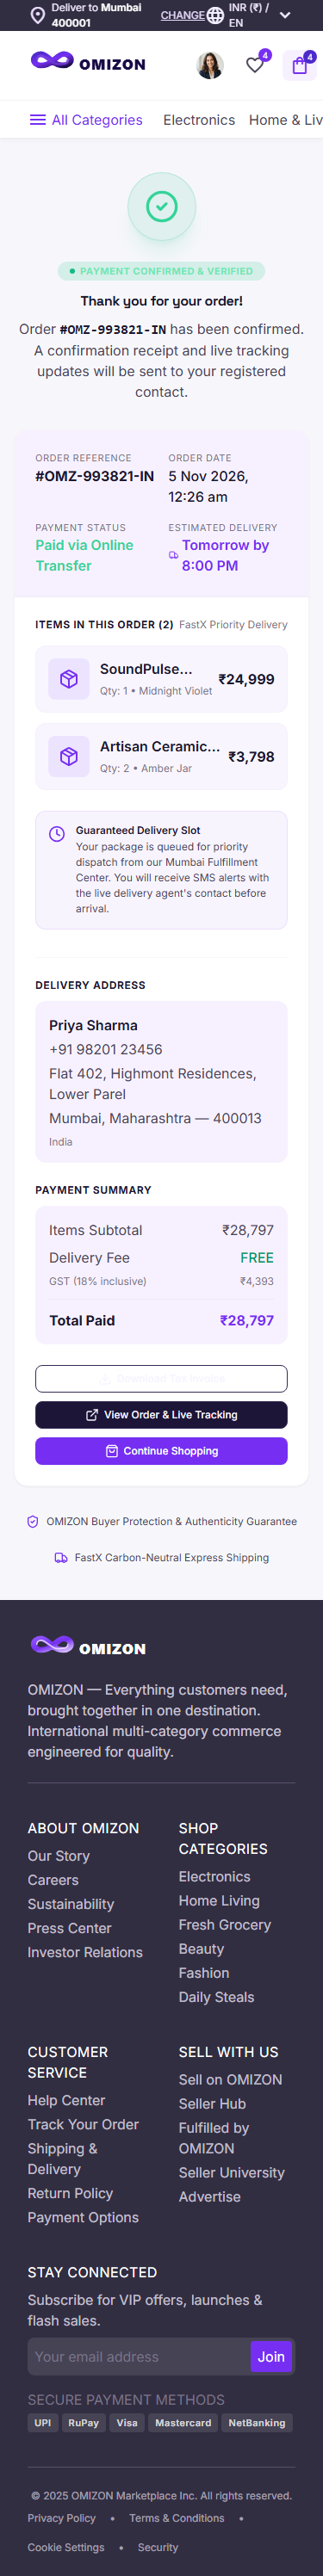 Deliver to Mumbai
400001
CHANGE
INR (₹) /
EN
OMIZON
4
4
All Categories
Electronics
Home & Liv
PAYMENT CONFIRMED & VERIFIED
Thank you for your order!
Order #OMZ-993821-IN has been confirmed.
A confirmation receipt and live tracking
updates will be sent to your registered
contact.
ORDER REFERENCE
#OMZ-993821-IN
ORDER DATE
5 Nov 2026,
12:26 am
PAYMENT STATUS
Paid via Online
Transfer
ESTIMATED DELIVERY
Tomorrow by
8:00 PM
ITEMS IN THIS ORDER (2)
FastX Priority Delivery
SoundPulse...
Qty: 1 • Midnight Violet
₹24,999
Artisan Ceramic...
Qty: 2 • Amber Jar
₹3,798
Guaranteed Delivery Slot
Your package is queued for priority
dispatch from our Mumbai Fulfillment
Center. You will receive SMS alerts with
the live delivery agent's contact before
arrival.
DELIVERY ADDRESS
Priya Sharma
+91 98201 23456
Flat 402, Highmont Residences,
Lower Parel
Mumbai, Maharashtra — 400013
India
PAYMENT SUMMARY
Items Subtotal ₹28,797
Delivery Fee FREE
GST (18% inclusive) ₹4,393
Total Paid ₹28,797
Download Tax Invoice
View Order & Live Tracking
Continue Shopping
OMIZON Buyer Protection & Authenticity Guarantee
FastX Carbon-Neutral Express Shipping
OMIZON
OMIZON — Everything customers need,
brought together in one destination.
International multi-category commerce
engineered for quality.
ABOUT OMIZON
Our Story
Careers
Sustainability
Press Center
Investor Relations
SHOP
CATEGORIES
Electronics
Home Living
Fresh Grocery
Beauty
Fashion
Daily Steals
CUSTOMER
SERVICE
Help Center
Track Your Order
Shipping &
Delivery
Return Policy
Payment Options
SELL WITH US
Sell on OMIZON
Seller Hub
Fulfilled by
OMIZON
Seller University
Advertise
STAY CONNECTED
Subscribe for VIP offers, launches &
flash sales.
Your email address
Join
SECURE PAYMENT METHODS
UPI RuPay Visa Mastercard NetBanking
© 2025 OMIZON Marketplace Inc. All rights reserved.
Privacy Policy • Terms & Conditions •
Cookie Settings • Security